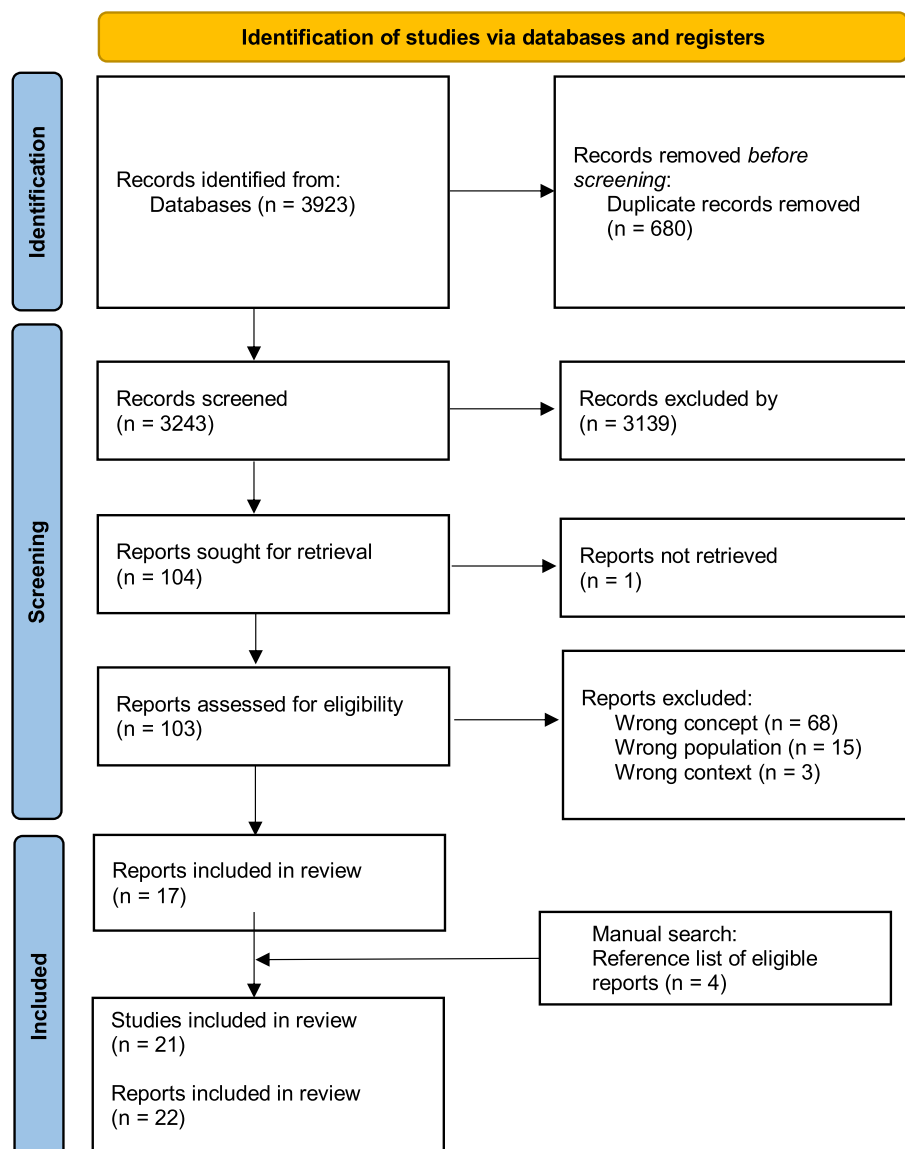 Identification of studies via databases and registers
Identification
Records identified from:
Databases (n = 3923)
Records removed before
screening:
Duplicate records removed
(n = 680)
Screening
Records screened
(n = 3243)
Records excluded by
(n = 3139)
Reports sought for retrieval
(n = 104)
Reports not retrieved
(n = 1)
Reports assessed for eligibility
(n = 103)
Reports excluded:
Wrong concept (n = 68)
Wrong population (n = 15)
Wrong context (n = 3)
Included
Reports included in review
(n = 17)
Manual search:
Reference list of eligible
reports (n = 4)
Studies included in review
(n = 21)
Reports included in review
(n = 22)